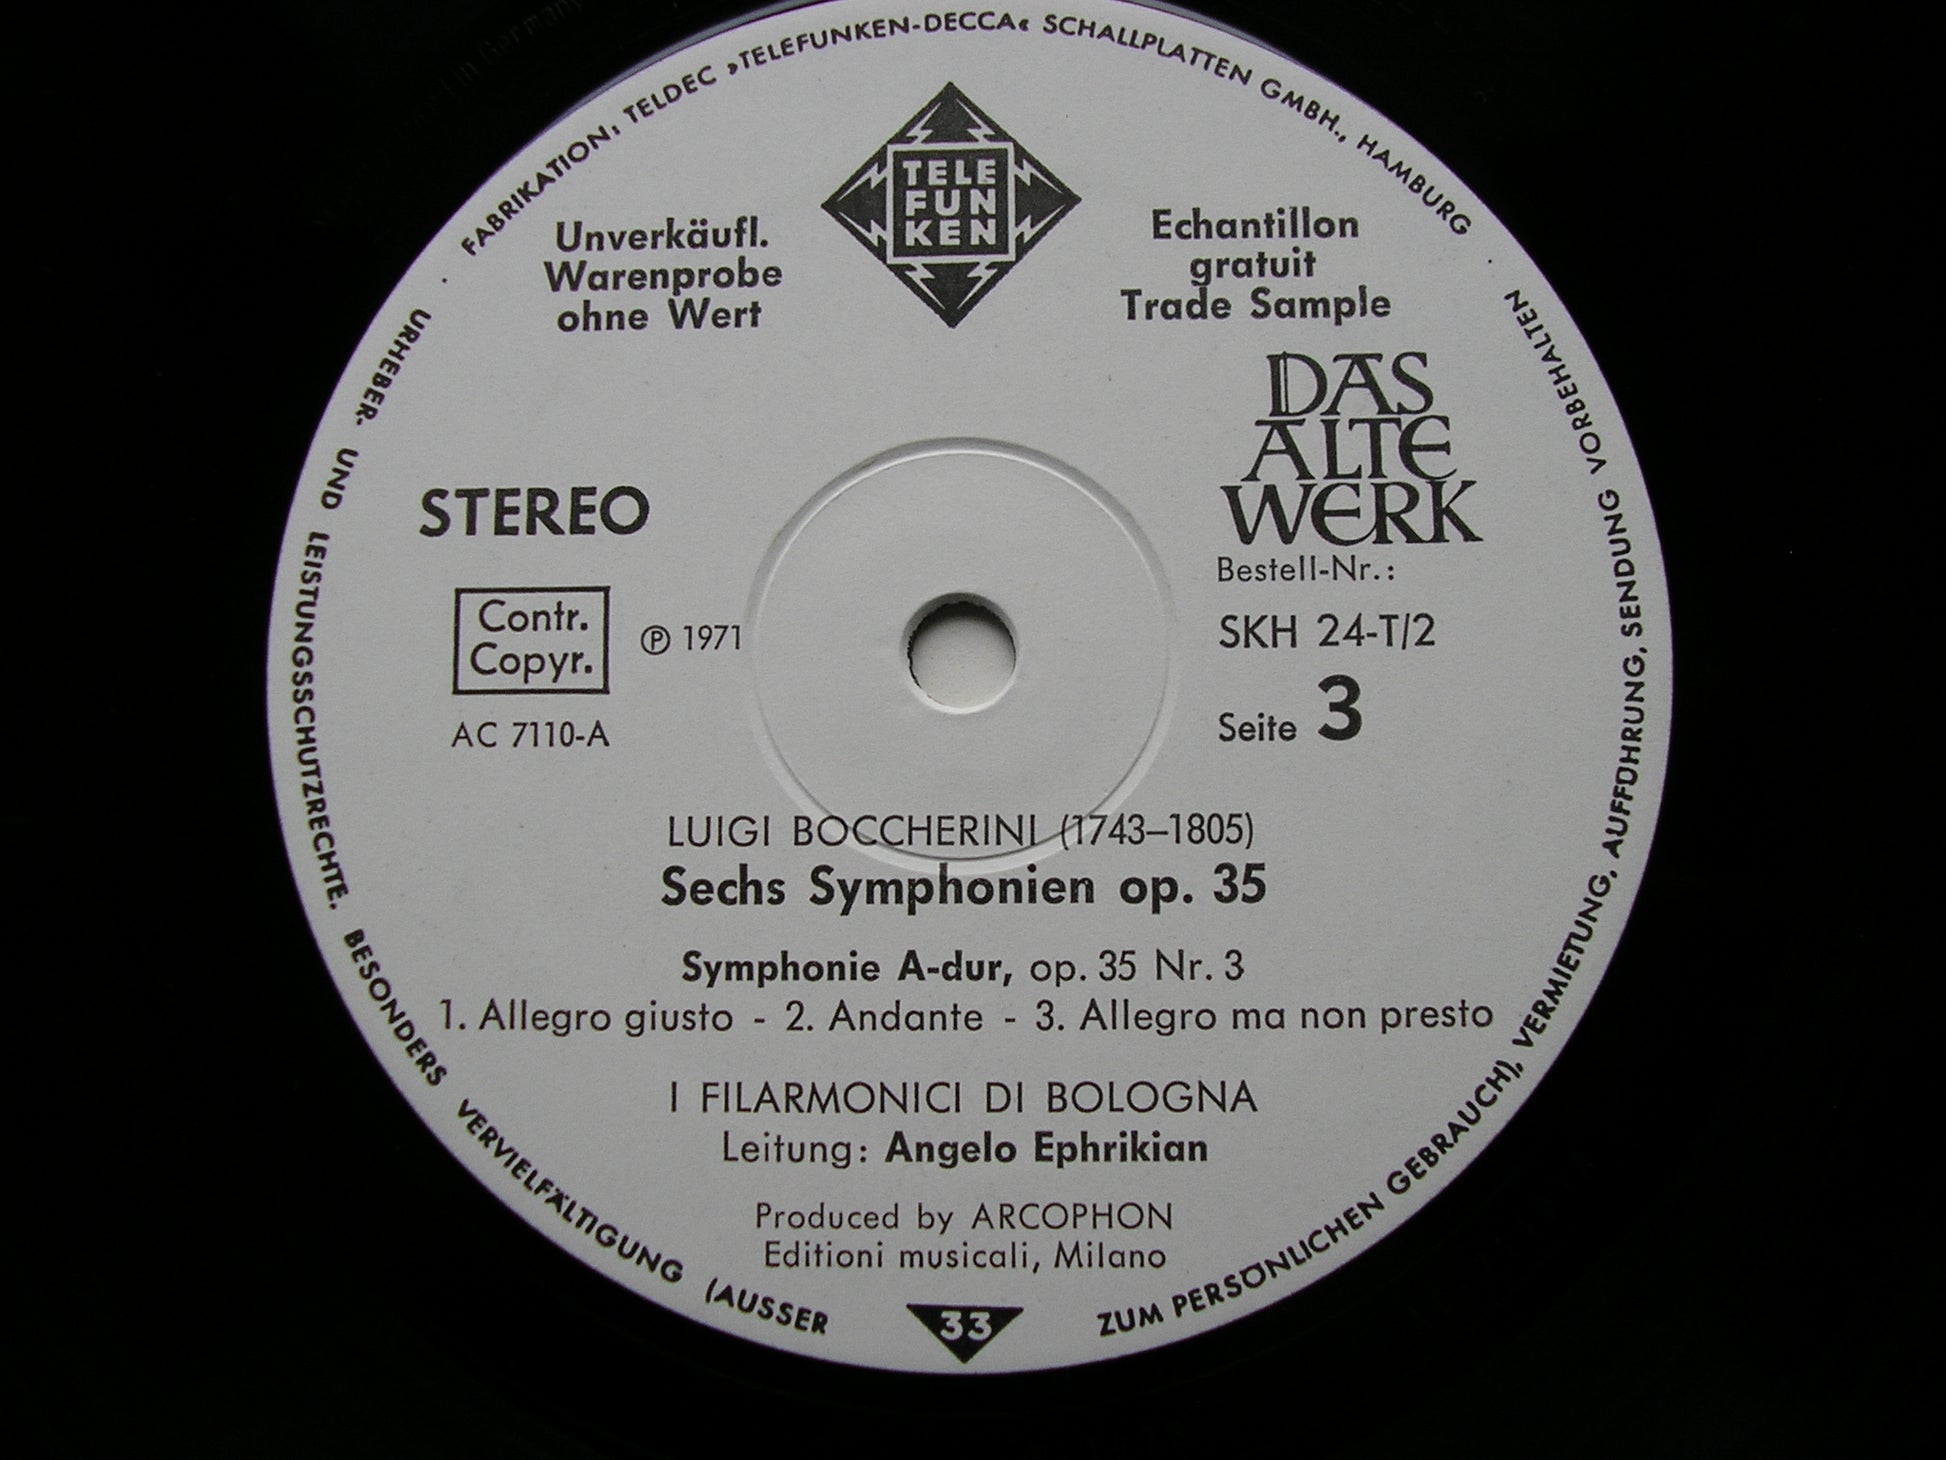 FABRIKATION: TELDEC »TELEFUNKEN-DECCA« SCHALLPLATTEN GMBH., HAMBURG
URHEBER- UND LEISTUNGSSCHUTZRECHTE. BESONDERS VERVIELFÄLTIGUNG (AUSSER
ZUM PERSÖNLICHEN GEBRAUCH), VERMIETUNG, AUFFÜHRUNG, SENDUNG VORBEHALTEN
TELE
FUN
KEN
Unverkäufl.
Warenprobe
ohne Wert
Echantillon
gratuit
Trade Sample
DAS
ALTE
WERK
STEREO
Bestell-Nr.:
SKH 24-T/2
Contr.
Copyr.
℗ 1971
AC 7110-A
Seite 3
LUIGI BOCCHERINI (1743–1805)
Sechs Symphonien op. 35
Symphonie A-dur, op. 35 Nr. 3
1. Allegro giusto - 2. Andante - 3. Allegro ma non presto
I FILARMONICI DI BOLOGNA
Leitung: Angelo Ephrikian
Produced by ARCOPHON
Editioni musicali, Milano
33